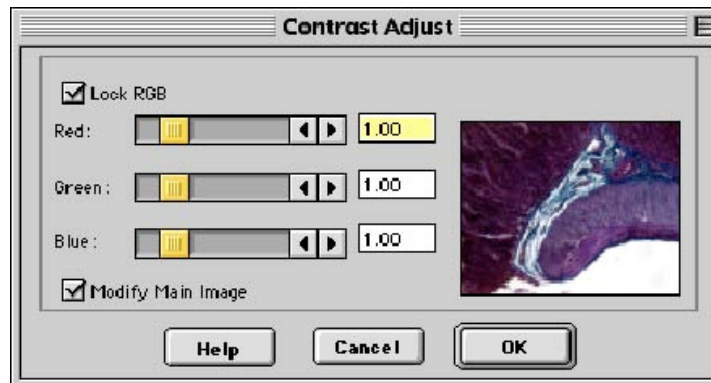 Contrast Adjust
Lock RGB
Red: 1.00
Green: 1.00
Blue: 1.00
Modify Main Image
Help Cancel OK